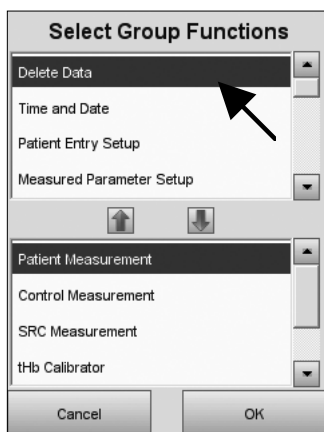 Select Group Functions
Delete Data
Time and Date
Patient Entry Setup
Measured Parameter Setup
Patient Measurement
Control Measurement
SRC Measurement
tHb Calibrator
Cancel
OK